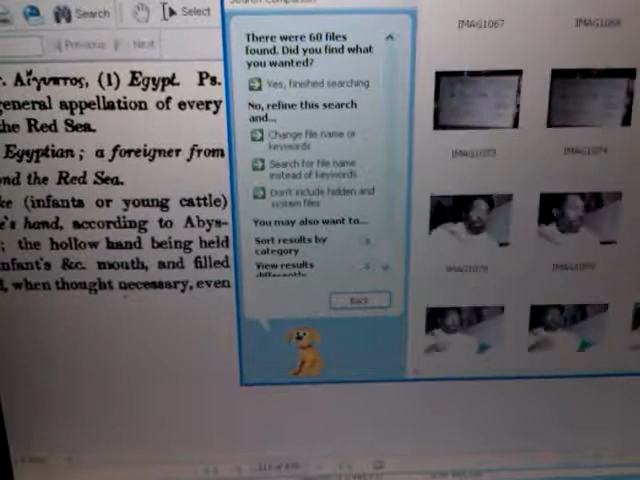 Search
Select
Previous
Next
Αἴγυπτος, (1) Egypt. Ps.
general appellation of every
the Red Sea.
Egyptian; a foreigner from
the Red Sea.
(infants or young cattle)
hand, according to Abys-
; the hollow hand being held
&c. mouth, and filled
when thought necessary, even
There were 60 files
found. Did you find what
you wanted?
Yes, finished searching
No, refine this search
and...
Change file name or
keywords
Search for file name
instead of keywords
Don't include hidden and
system files
You may also want to...
Sort results by
category
View results
differently
Back
IMAG1067
IMAG1068
IMAG1073
IMAG1074